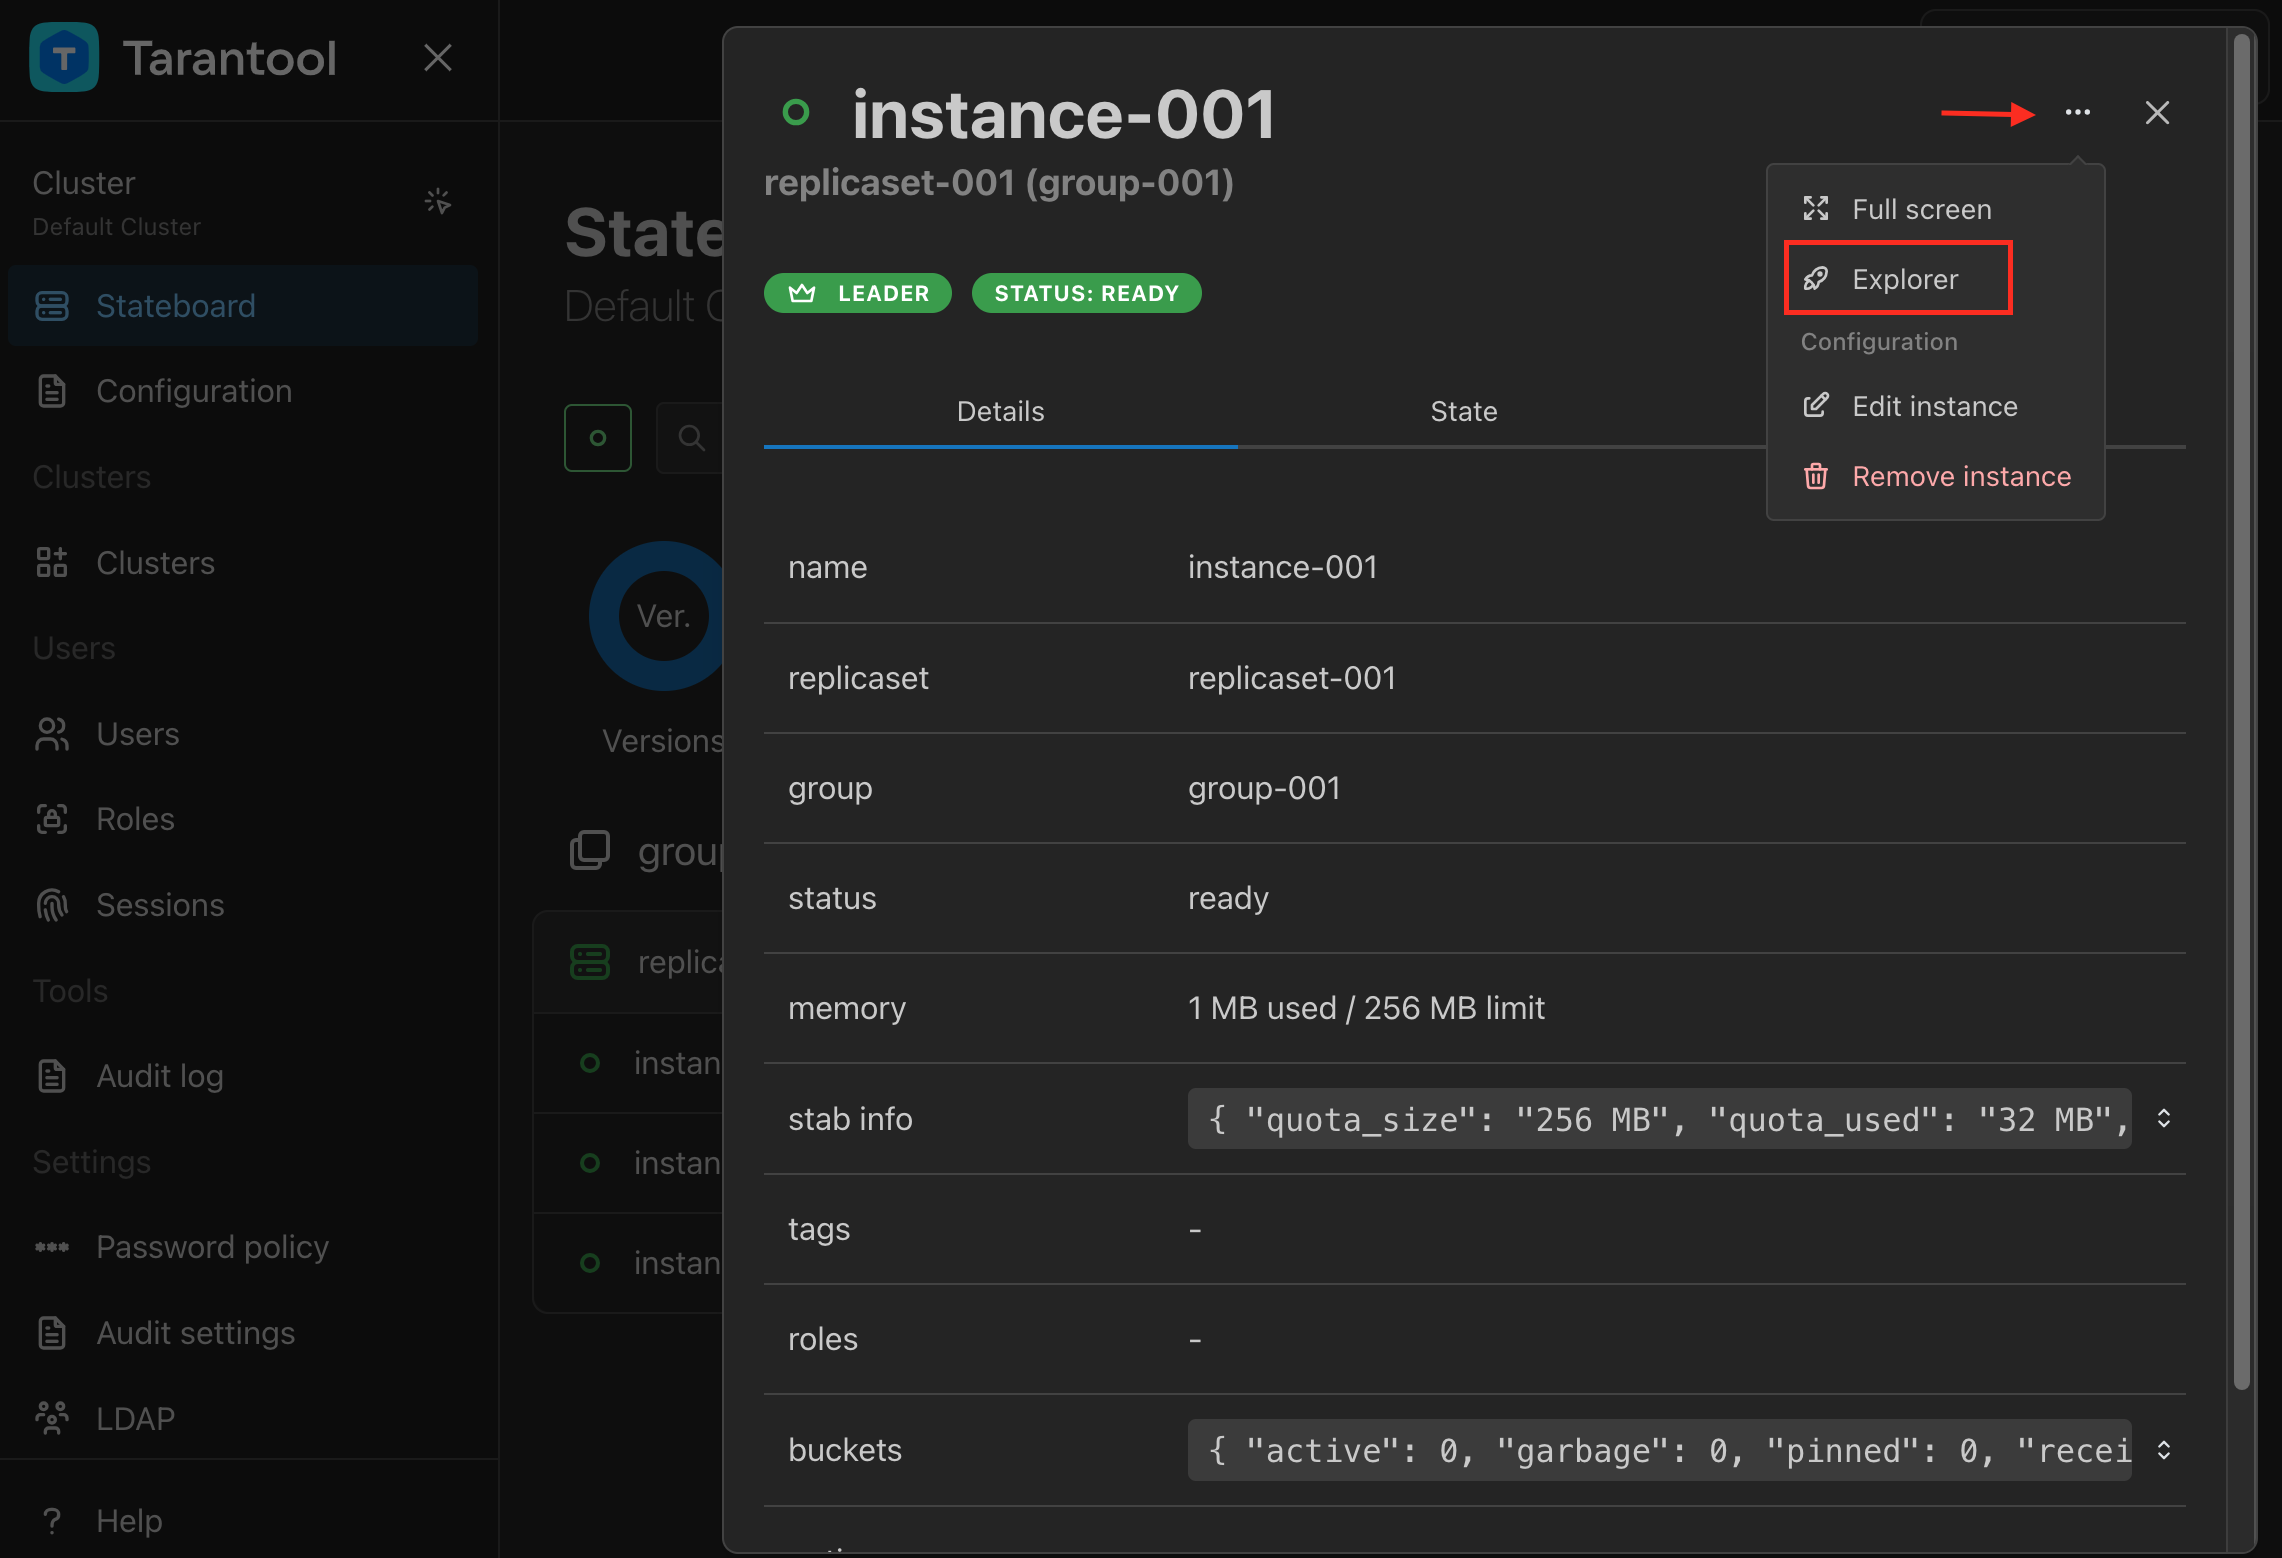 Tarantool
Cluster
Default Cluster
Stateboard
Configuration
Clusters
Clusters
Users
Users
Roles
Sessions
Tools
Audit log
Settings
Password policy
Audit settings
LDAP
Help
State
Default C
Ver.
Versions
group
replica
instan
instan
instan
instance-001
replicaset-001 (group-001)
LEADER
STATUS: READY
Full screen
Explorer
Configuration
Edit instance
Remove instance
Details
State
name instance-001
replicaset replicaset-001
group group-001
status ready
memory 1 MB used / 256 MB limit
stab info { "quota_size": "256 MB", "quota_used": "32 MB",
tags -
roles -
buckets { "active": 0, "garbage": 0, "pinned": 0, "recei